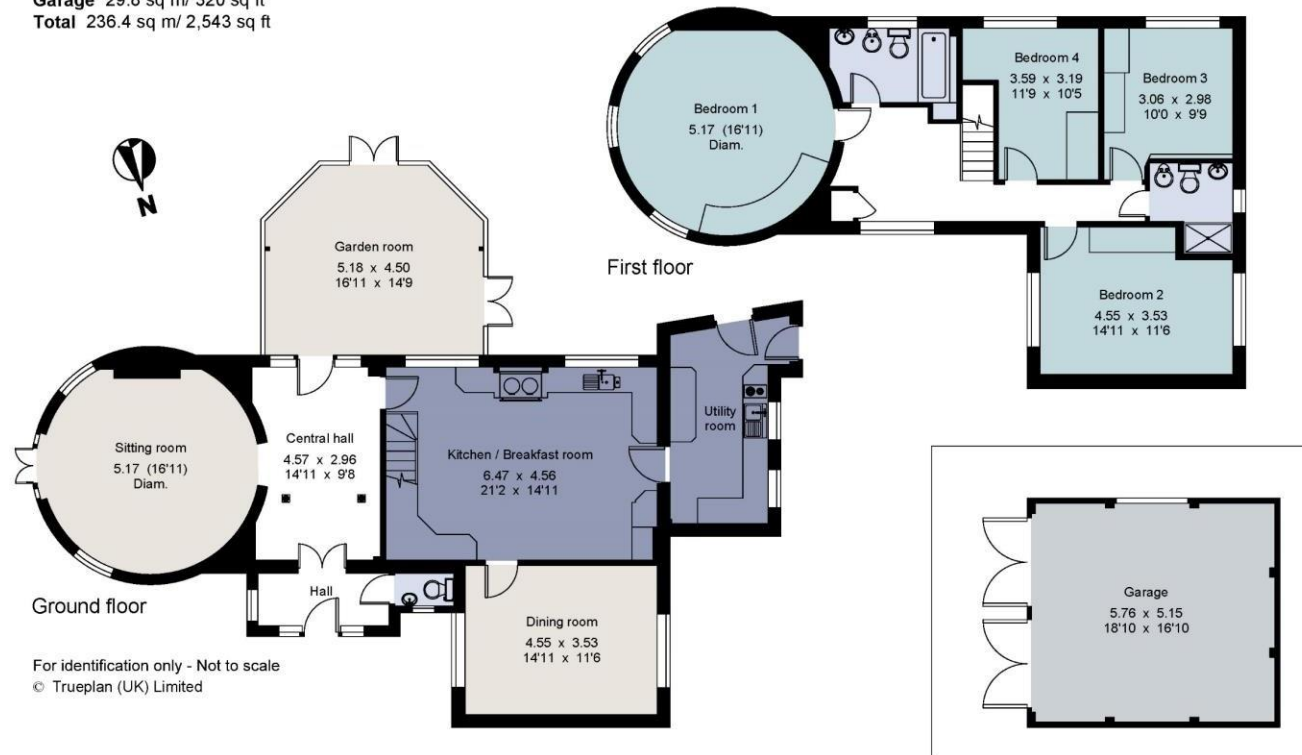 Garage 29.8 sq m/ 320 sq ft
Total 236.4 sq m/ 2,543 sq ft
N
Garden room
5.18 x 4.50
16'11 x 14'9
Sitting room
5.17 (16'11)
Diam.
Central hall
4.57 x 2.96
14'11 x 9'8
Kitchen / Breakfast room
6.47 x 4.56
21'2 x 14'11
Utility
room
Hall
Dining room
4.55 x 3.53
14'11 x 11'6
Ground floor
For identification only - Not to scale
© Trueplan (UK) Limited
Bedroom 1
5.17 (16'11)
Diam.
Bedroom 4
3.59 x 3.19
11'9 x 10'5
Bedroom 3
3.06 x 2.98
10'0 x 9'9
Bedroom 2
4.55 x 3.53
14'11 x 11'6
First floor
Garage
5.76 x 5.15
18'10 x 16'10